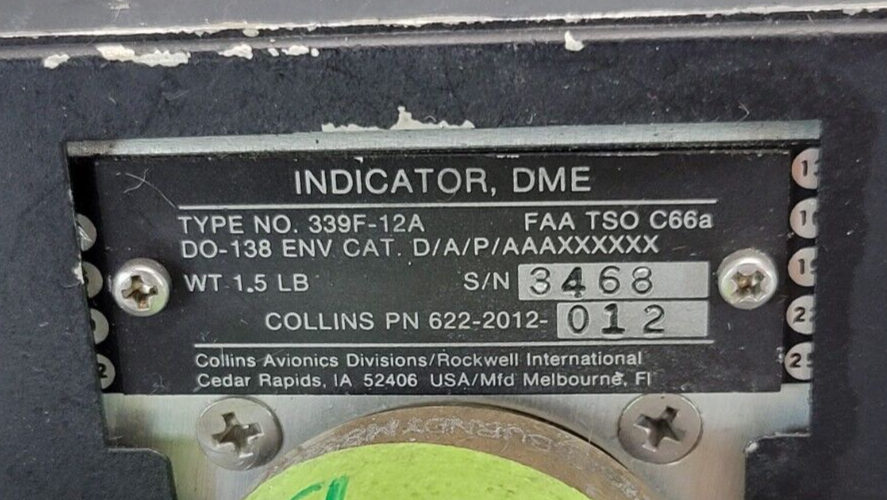 INDICATOR, DME
TYPE NO. 339F-12A FAA TSO C66a
DO-138 ENV CAT. D/A/P/AAAXXXXXX
WT 1.5 LB S/N 3468
COLLINS PN 622-2012-012
Collins Avionics Divisions/Rockwell International
Cedar Rapids, IA 52406 USA/Mfd Melbourne, Fl
BURNDY